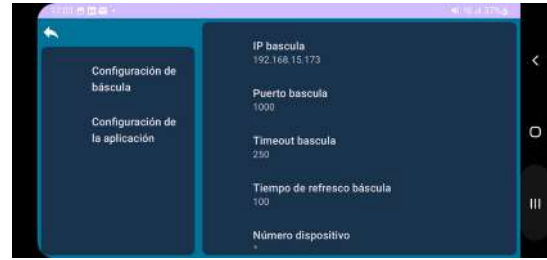 Configuración de
báscula
Configuración de
la aplicación
IP bascula
192.168.15.173
Puerto bascula
1000
Timeout bascula
250
Tiempo de refresco báscula
100
Número dispositivo